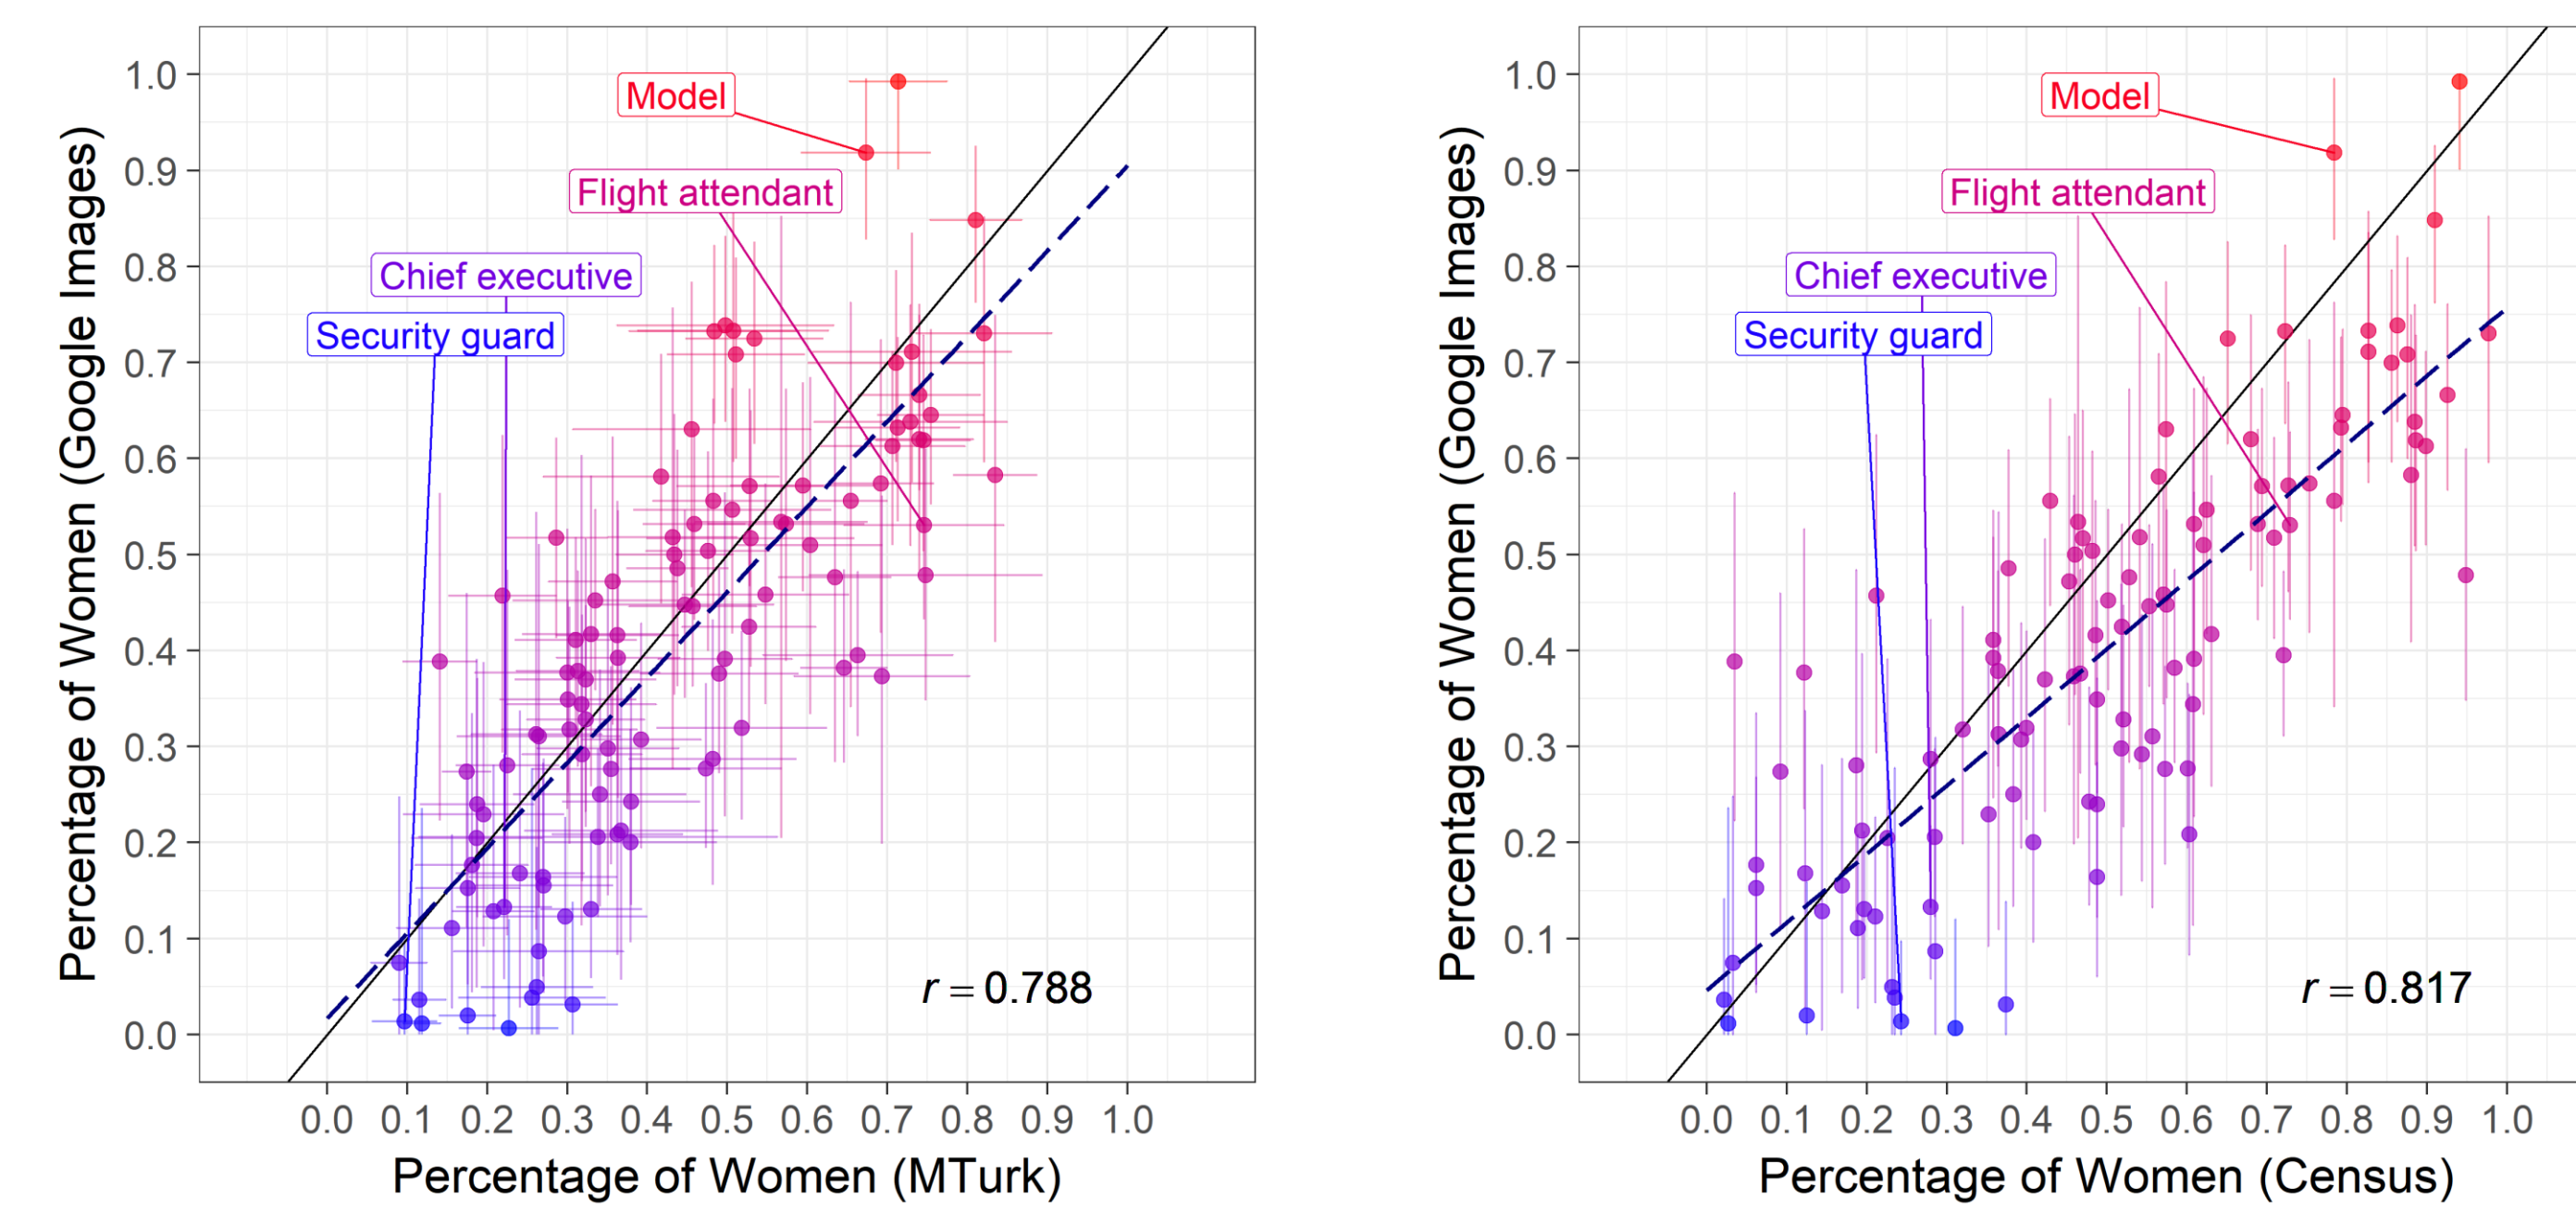 Percentage of Women (Google Images)
1.0
0.9
0.8
0.7
0.6
0.5
0.4
0.3
0.2
0.1
0.0
Model
Flight attendant
Chief executive
Security guard
r = 0.788
0.0 0.1 0.2 0.3 0.4 0.5 0.6 0.7 0.8 0.9 1.0
Percentage of Women (MTurk)
Percentage of Women (Google Images)
1.0
0.9
0.8
0.7
0.6
0.5
0.4
0.3
0.2
0.1
0.0
Model
Flight attendant
Chief executive
Security guard
r = 0.817
0.0 0.1 0.2 0.3 0.4 0.5 0.6 0.7 0.8 0.9 1.0
Percentage of Women (Census)